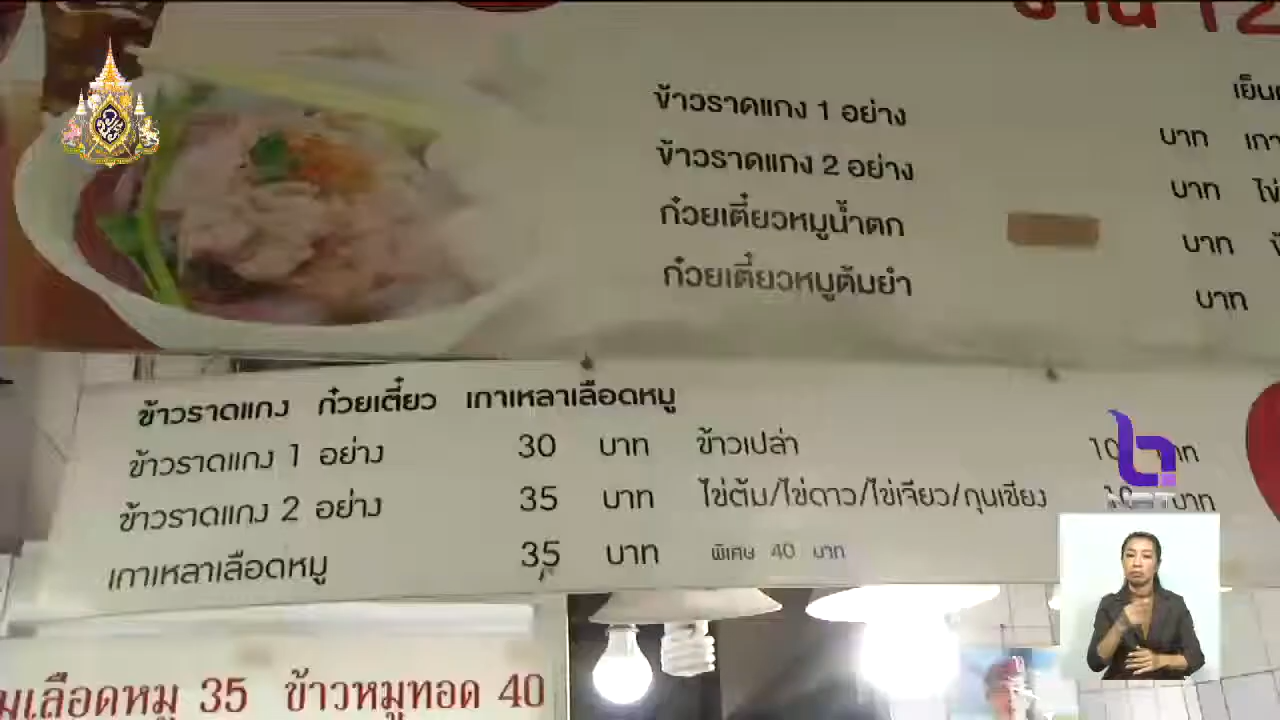 ข้าวราดแกง 1 อย่าง บาท
ข้าวราดแกง 2 อย่าง บาท
ก๋วยเตี๋ยวหมูน้ำตก บาท
ก๋วยเตี๋ยวหมูต้มยำ บาท
ข้าวราดแกง ก๋วยเตี๋ยว เกาเหลาเลือดหมู
ข้าวราดแกง 1 อย่าง 30 บาท ข้าวเปล่า 10
ข้าวราดแกง 2 อย่าง 35 บาท ไข่ต้ม/ไข่ดาว/ไข่เจียว/กุนเชียง 10 บาท
เกาเหลาเลือดหมู 35 บาท พิเศษ 40 บาท
35 ข้าวหมูทอด 40